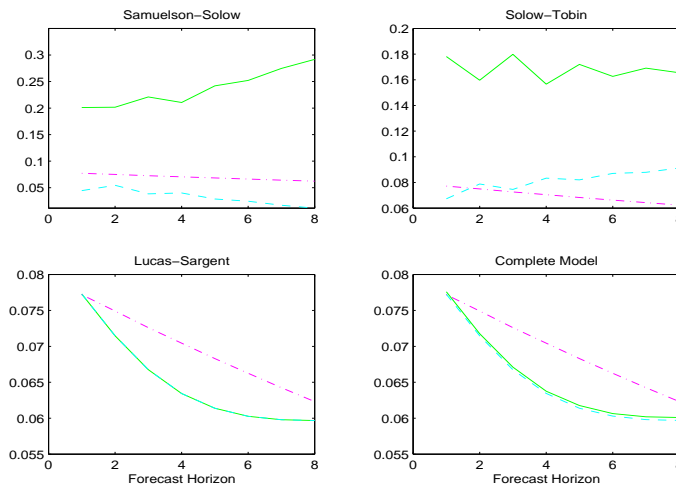 Samuelson−Solow
0.3
0.25
0.2
0.15
0.1
0.05
0 2 4 6 8
Solow−Tobin
0.2
0.18
0.16
0.14
0.12
0.1
0.08
0.06
0 2 4 6 8
Lucas−Sargent
0.08
0.075
0.07
0.065
0.06
0.055
0 2 4 6 8
Forecast Horizon
Complete Model
0.08
0.075
0.07
0.065
0.06
0.055
0 2 4 6 8
Forecast Horizon